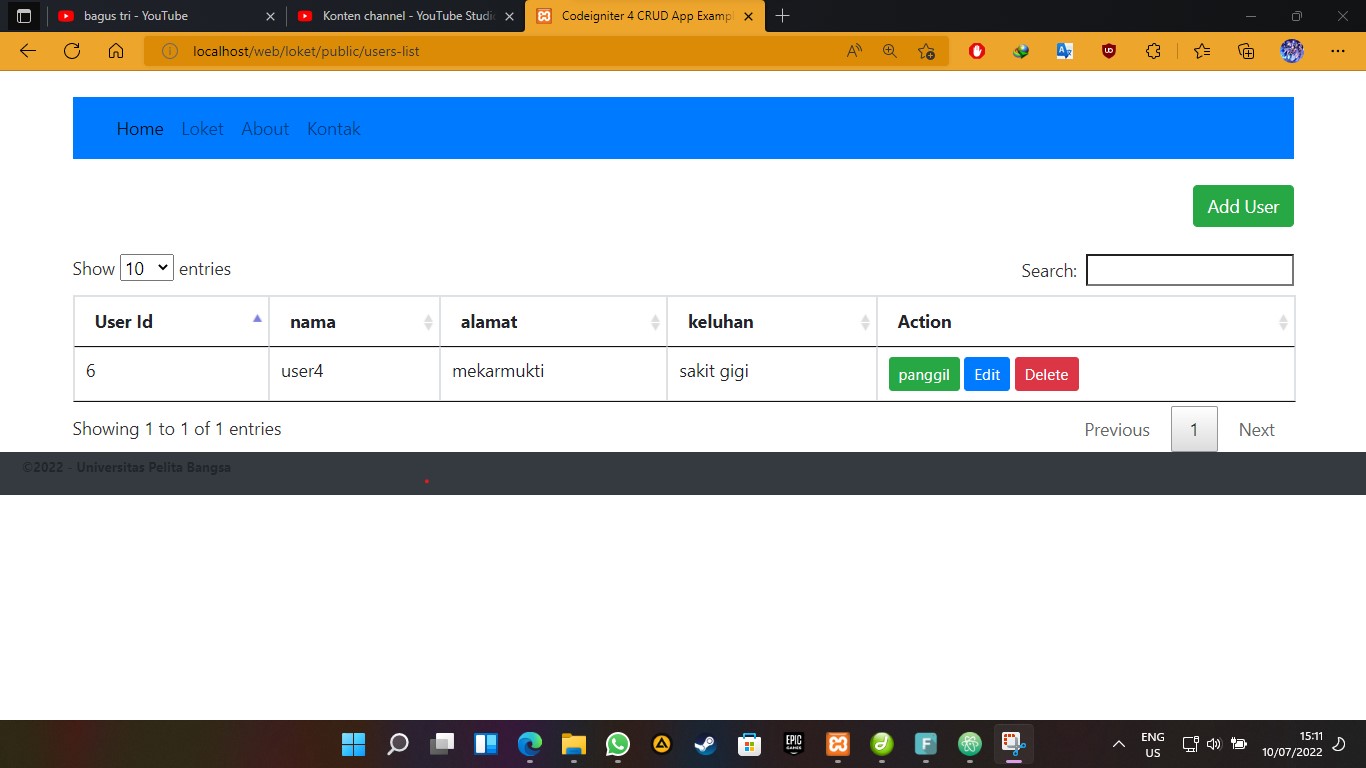 bagus tri - YouTube
Konten channel - YouTube Studi
Codeigniter 4 CRUD App Exampl
localhost/web/loket/public/users-list
Home Loket About Kontak
Add User
Show 10 entries
Search:
User Id nama alamat keluhan Action
6 user4 mekarmukti sakit gigi panggil Edit Delete
Showing 1 to 1 of 1 entries
Previous 1 Next
©2022 - Universitas Pelita Bangsa
EPIC
GAMES
ENG
US
15:11
10/07/2022